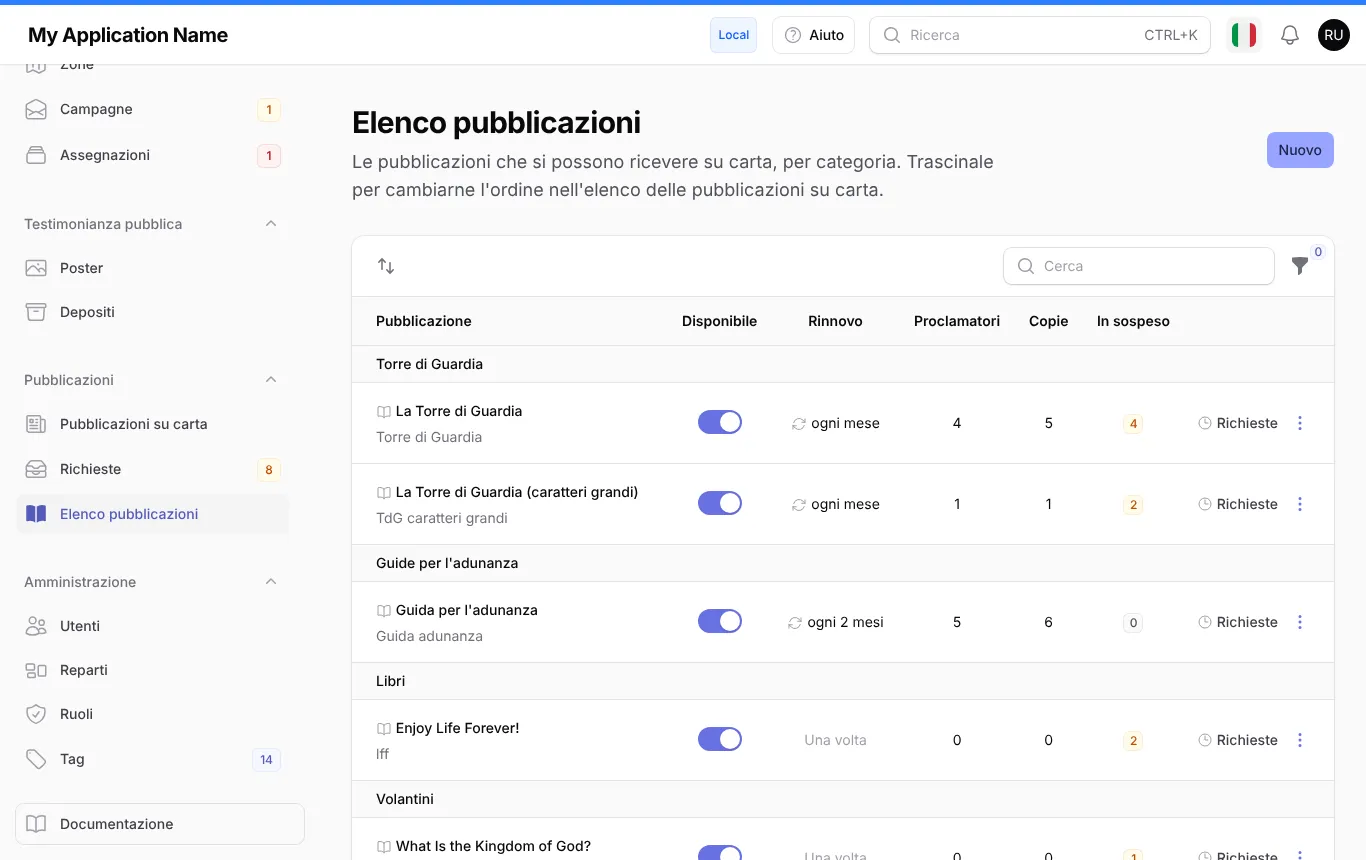 My Application Name
Local
Aiuto
Ricerca
CTRL+K
RU
Zone
Campagne
1
Assegnazioni
1
Testimonianza pubblica
Poster
Depositi
Pubblicazioni
Pubblicazioni su carta
Richieste
8
Elenco pubblicazioni
Amministrazione
Utenti
Reparti
Ruoli
Tag
14
Documentazione
Elenco pubblicazioni
Le pubblicazioni che si possono ricevere su carta, per categoria. Trascinale
per cambiarne l'ordine nell'elenco delle pubblicazioni su carta.
Nuovo
Cerca
0
Pubblicazione Disponibile Rinnovo Proclamatori Copie In sospeso
Torre di Guardia
La Torre di Guardia
Torre di Guardia
ogni mese 4 5 4 Richieste
La Torre di Guardia (caratteri grandi)
TdG caratteri grandi
ogni mese 1 1 2 Richieste
Guide per l'adunanza
Guida per l'adunanza
Guida adunanza
ogni 2 mesi 5 6 0 Richieste
Libri
Enjoy Life Forever!
lff
Una volta 0 0 2 Richieste
Volantini
What Is the Kingdom of God?
Una volta 0 0 1 Richieste